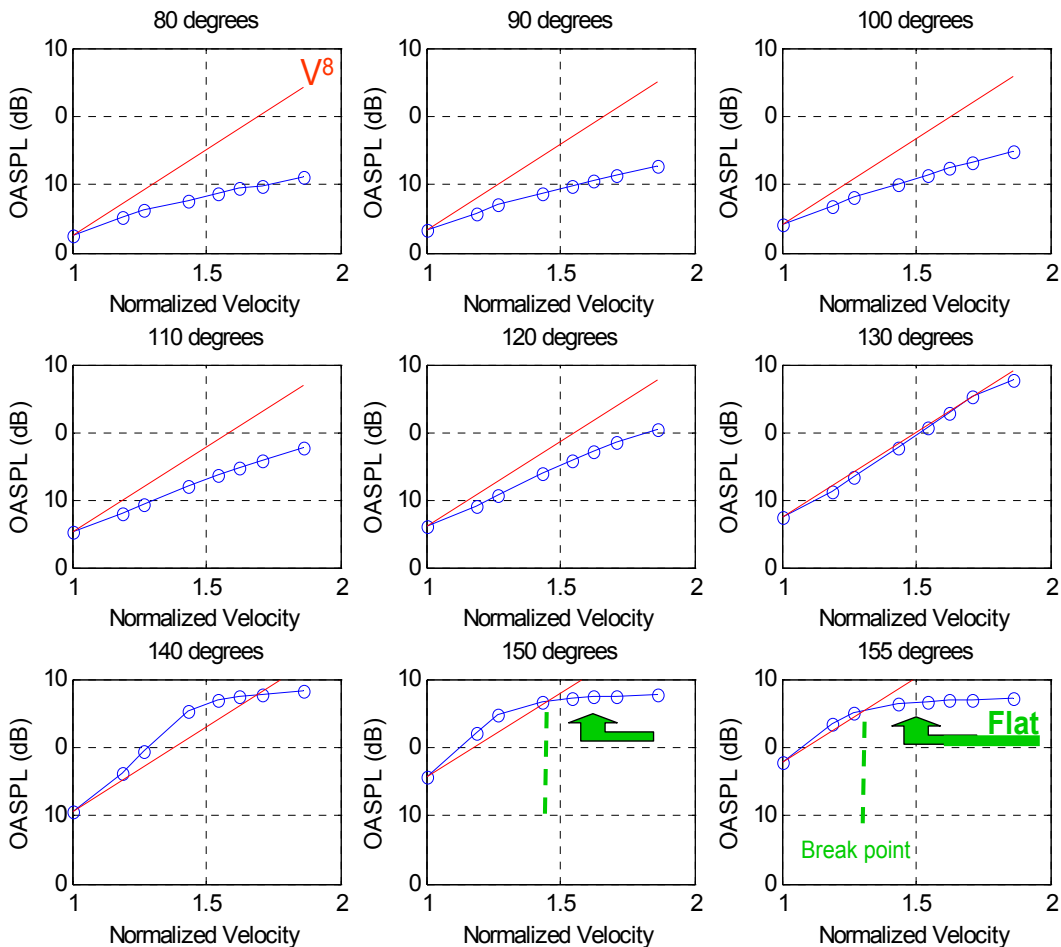 80 degrees
90 degrees
100 degrees
10
0
10
0
OASPL (dB)
V⁸
1
1.5
2
Normalized Velocity
10
0
10
0
OASPL (dB)
1
1.5
2
Normalized Velocity
10
0
10
0
OASPL (dB)
1
1.5
2
Normalized Velocity
110 degrees
120 degrees
130 degrees
10
0
10
0
OASPL (dB)
1
1.5
2
Normalized Velocity
10
0
10
0
OASPL (dB)
1
1.5
2
Normalized Velocity
10
0
10
0
OASPL (dB)
1
1.5
2
Normalized Velocity
140 degrees
150 degrees
155 degrees
10
0
10
0
OASPL (dB)
1
1.5
2
Normalized Velocity
10
0
10
0
OASPL (dB)
1
1.5
2
Normalized Velocity
10
0
10
0
OASPL (dB)
Flat
Break point
1
1.5
2
Normalized Velocity